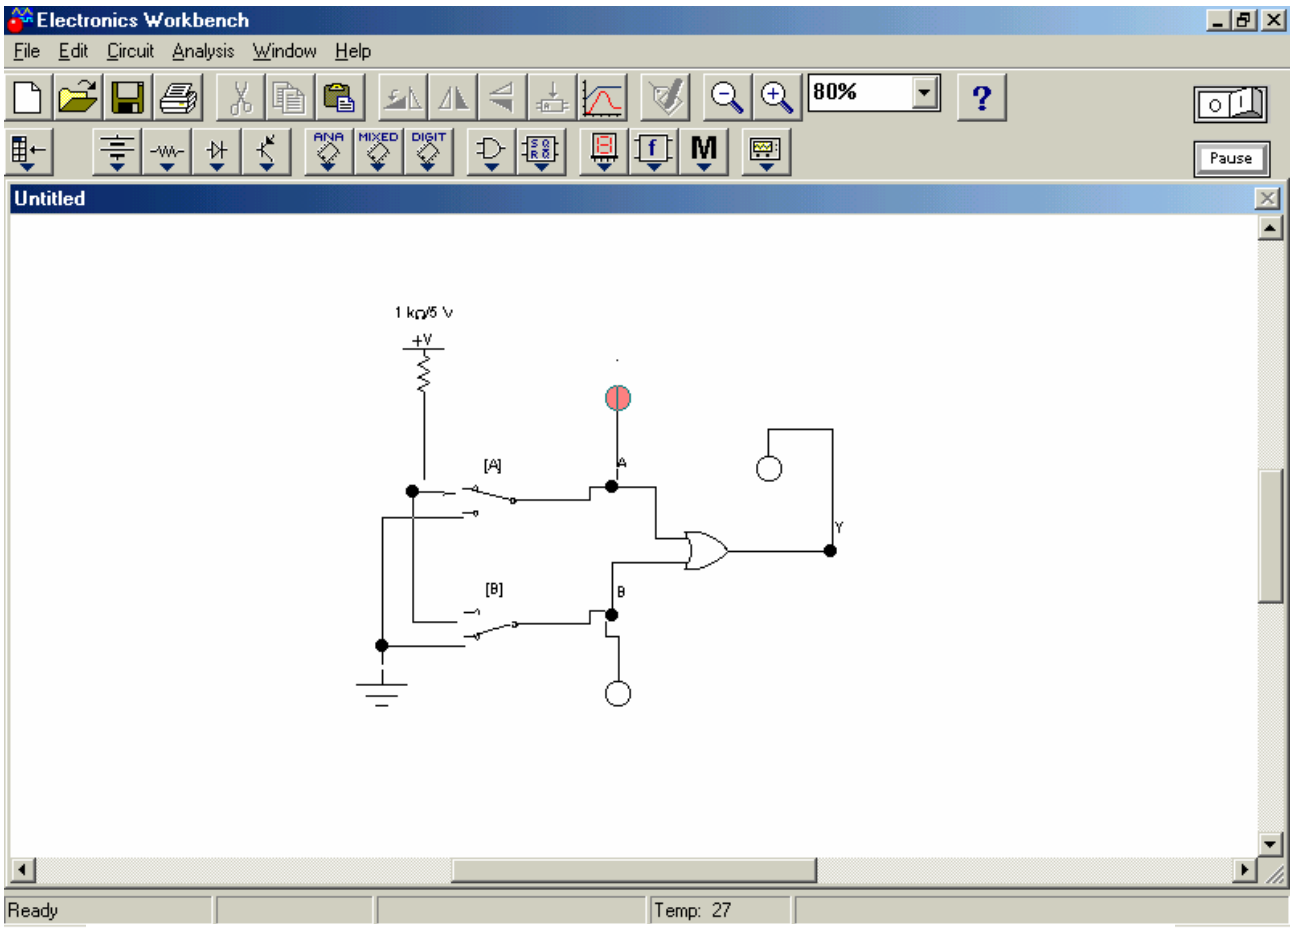 Electronics Workbench
File Edit Circuit Analysis Window Help
80%
?
ANA MIXED DIGIT
M
Pause
Untitled
1 kΩ/5 V
+V
[A]
A
Y
[B]
B
Ready
Temp: 27